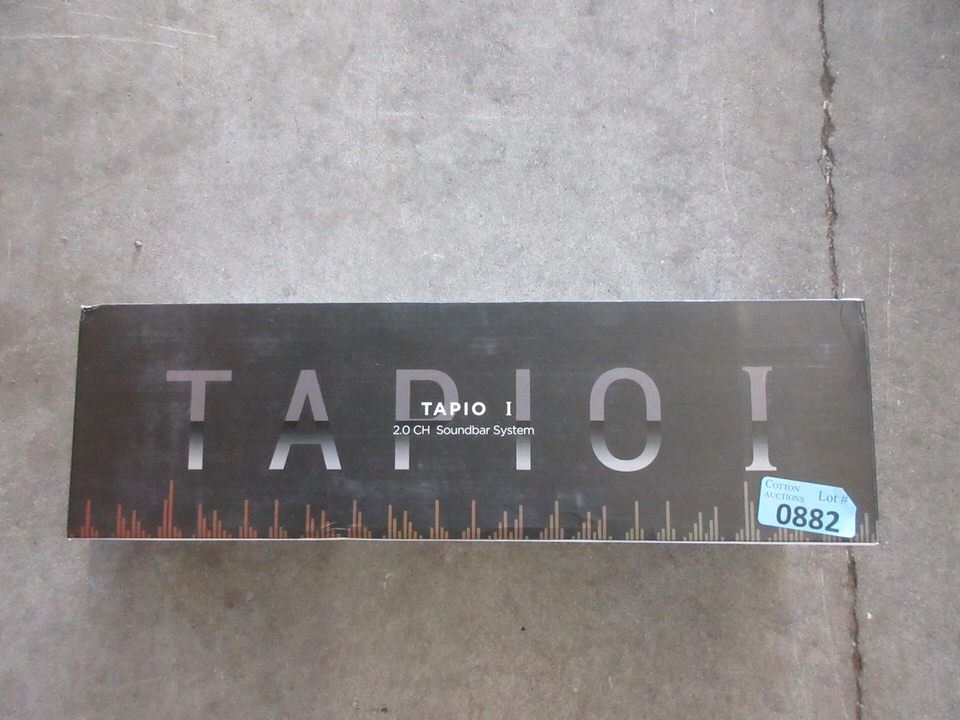 TAPIO I
TAPIO I
2.0 CH Soundbar System
COTTON
AUCTIONS Lot #
0882